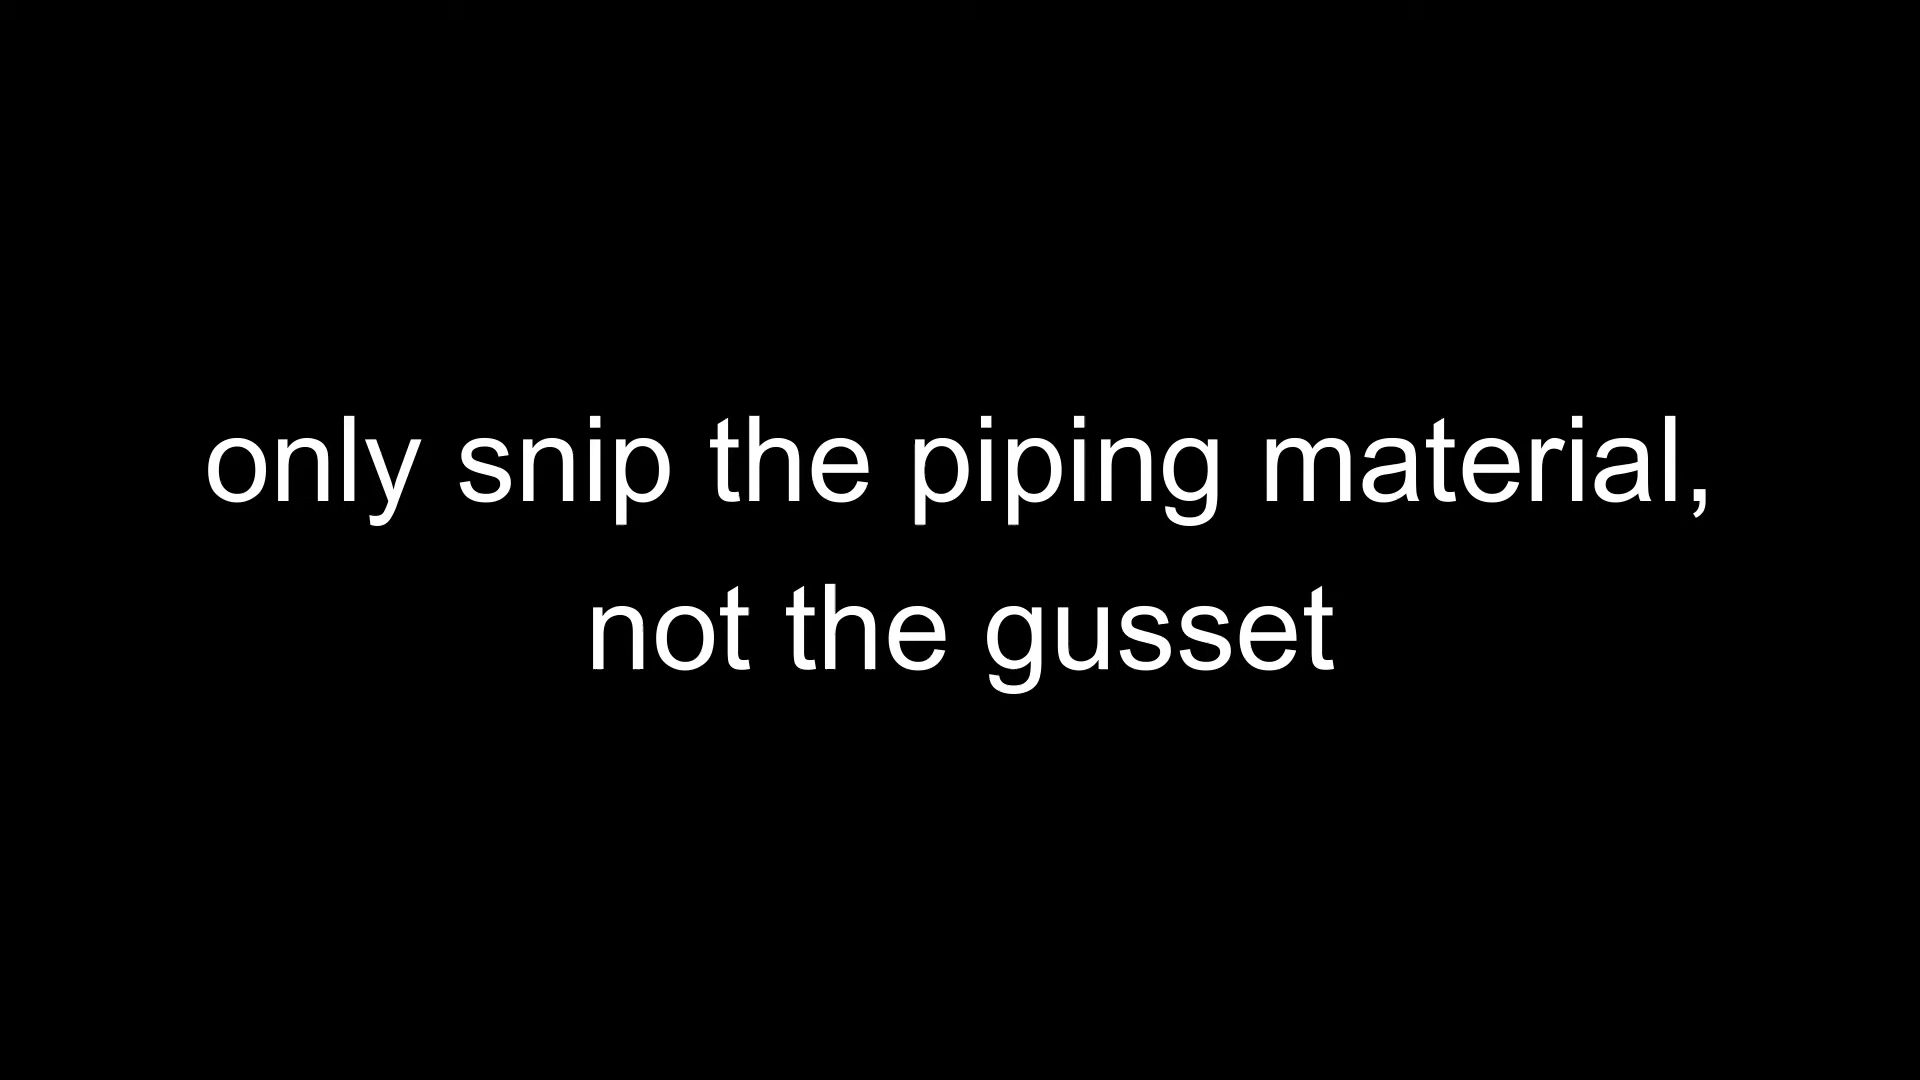 only snip the piping material,
not the gusset